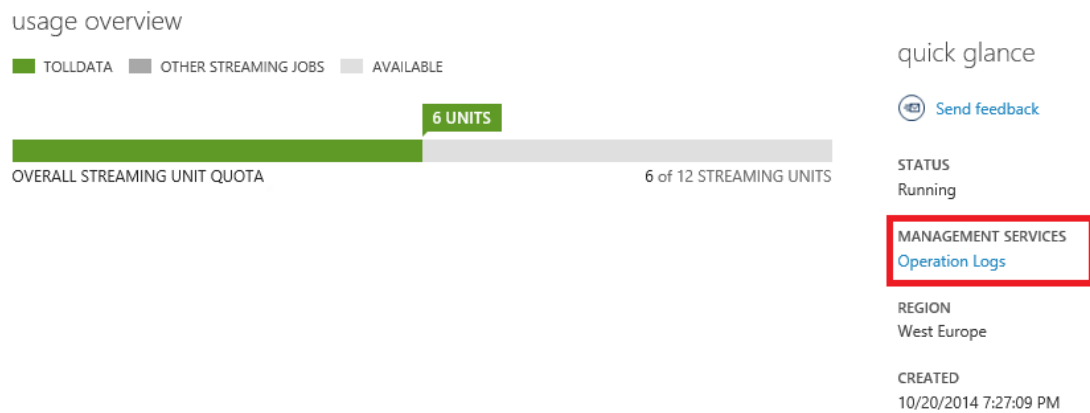 usage overview
TOLLDATA OTHER STREAMING JOBS AVAILABLE
6 UNITS
OVERALL STREAMING UNIT QUOTA 6 of 12 STREAMING UNITS
quick glance
Send feedback
STATUS
Running
MANAGEMENT SERVICES
Operation Logs
REGION
West Europe
CREATED
10/20/2014 7:27:09 PM